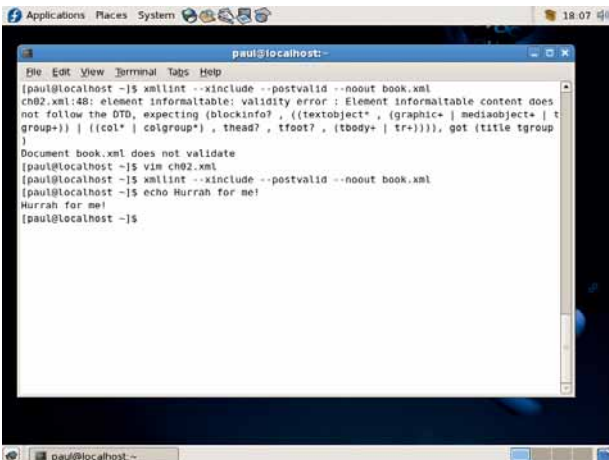 Applications Places System
18:07
paul@localhost:~
File Edit View Terminal Tabs Help
[paul@localhost ~]$ xmllint --xinclude --postvalid --noout book.xml
ch02.xml:48: element informaltable: validity error : Element informaltable content does
not follow the DTD, expecting (blockinfo? , ((textobject* , (graphic+ | mediaobject+ | t
group+)) | ((col* | colgroup*) , thead? , tfoot? , (tbody+ | tr+)))), got (title tgroup
)
Document book.xml does not validate
[paul@localhost ~]$ vim ch02.xml
[paul@localhost ~]$ xmllint --xinclude --postvalid --noout book.xml
[paul@localhost ~]$ echo Hurrah for me!
Hurrah for me!
[paul@localhost ~]$
paul@localhost:~